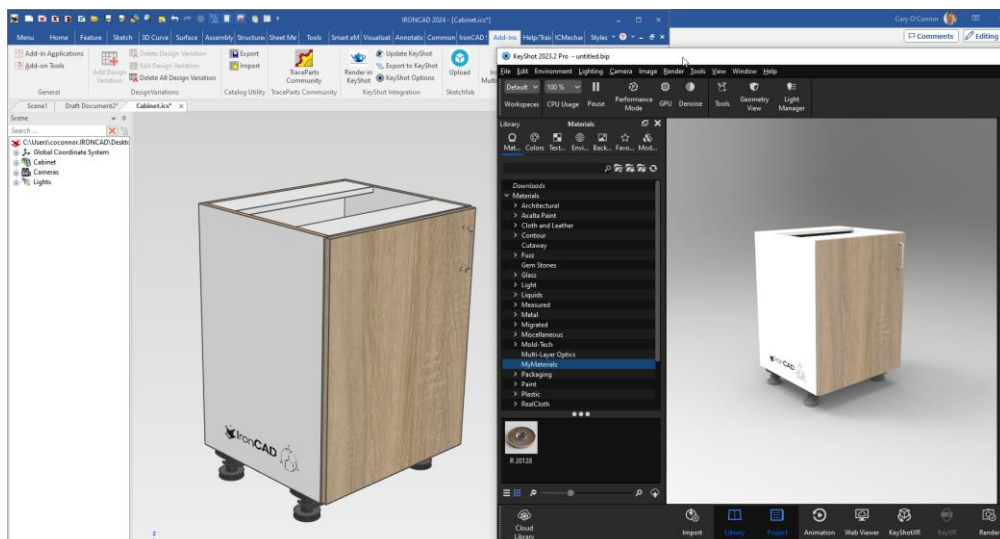 IRONCAD 2024 - [Cabinet.ics*]
Cary O'Connor
Menu Home Feature Sketch 3D Curve Surface Assembly Structure Sheet Me Tools Smart eM Visualizat Annotatic Common IronCAD Add-Ins Help/Train ICMechar Styles
Comments Editing
Add-in Applications
Add-on Tools
General
Add Design Variation
Delete Design Variation
Edit Design Variation
Delete All Design Variation
DesignVariations
Export
Import
Catalog Utility
TraceParts Community
TraceParts Community
Render in KeyShot
Update KeyShot
Export to KeyShot
KeyShot Options
KeyShot Integration
Upload
Sketchfab
Scene1 Draft Document2* Cabinet.ics*
Scene
Search ...
C:\Users\coconnor.IRONCAD\Deskt
Global Coordinate System
Cabinet
Cameras
Lights
IronCAD
z
KeyShot 2023.2 Pro - untitled.bip
File Edit Environment Lighting Camera Image Render Tools View Window Help
Default 100 %
Workspaces CPU Usage Pause Performance Mode GPU Denoise Tools Geometry View Light Manager
Library Materials
Mat... Colors Text... Envi... Back... Favo... Mod...
Downloads
Materials
Architectural
Axalta Paint
Cloth and Leather
Contour
Cutaway
Fuzz
Gem Stones
Glass
Light
Liquids
Measured
Metal
Migrated
Miscellaneous
Mold-Tech
Multi-Layer Optics
MyMaterials
Packaging
Paint
Plastic
RealCloth
R 20128
IronCAD
Cloud Library
Import Library Project Animation Web Viewer KeyShotXR KeyVR Render